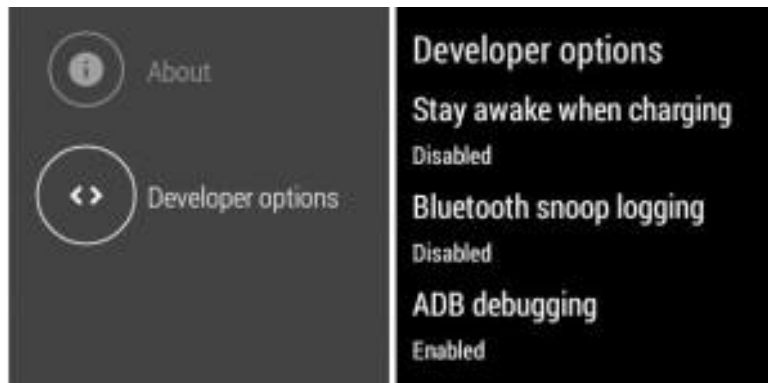 About
Developer options
Developer options
Stay awake when charging
Disabled
Bluetooth snoop logging
Disabled
ADB debugging
Enabled